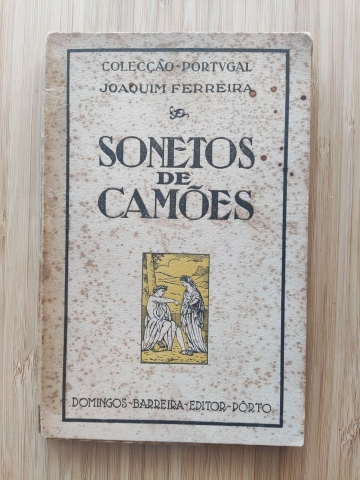 COLECÇÃO-PORTVGAL
JOAQUIM FERREIRA
SONETOS
DE
CAMÕES
DOMINGOS-BARREIRA-EDITOR-PÔRTO